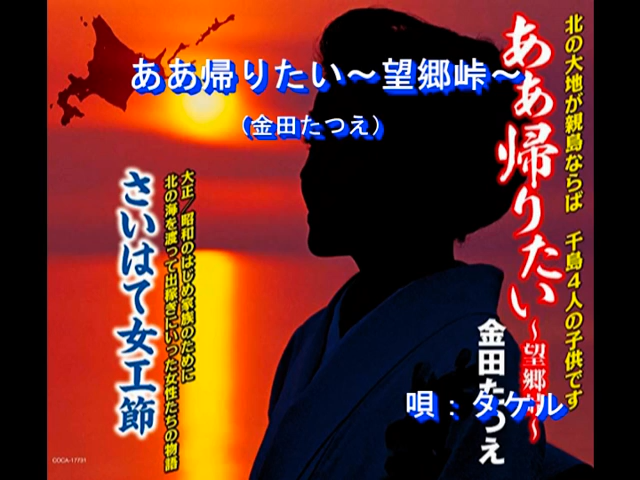 ああ帰りたい～望郷峠～
(金田たつえ)
北の大地が親島ならば 千島４人の子供です
ああ帰りたい
～望郷峠～
金田たつえ
唄：タケル
大正／昭和のはじめ家族のために
北の海を渡って出稼ぎにいった女性たちの物語
さいはて女工節
COCA-17731